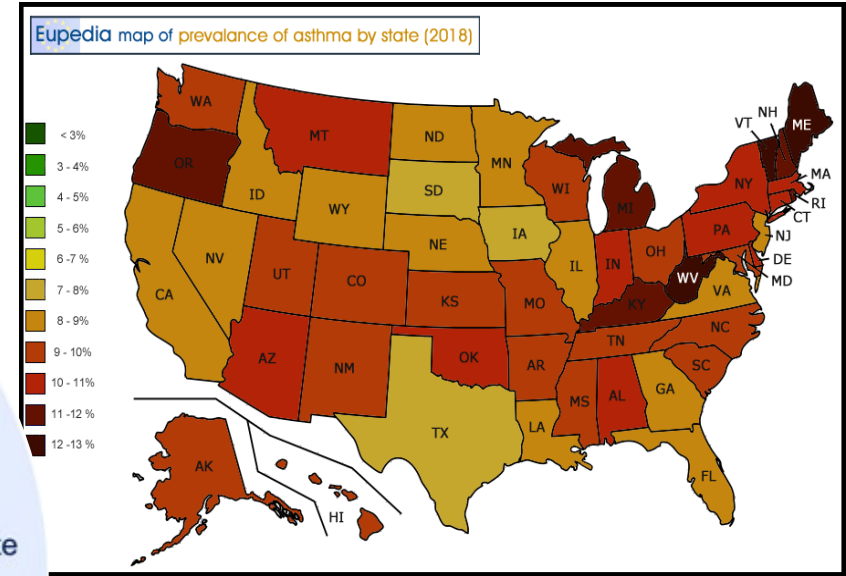 Eupedia map of prevalance of asthma by state (2018)
< 3%
3 - 4%
4 - 5%
5 - 6%
6 -7%
7 - 8%
8 - 9%
9 - 10%
10 - 11%
11 -12 %
12 -13 %
WA
OR
MT
ID
WY
ND
SD
NE
MN
IA
WI
MI
NV
CA
UT
CO
KS
MO
IL
IN
OH
KY
WV
VA
PA
NY
VT
NH
ME
MA
RI
CT
NJ
DE
MD
AZ
NM
OK
TX
AR
LA
MS
AL
TN
NC
SC
GA
FL
AK
HI